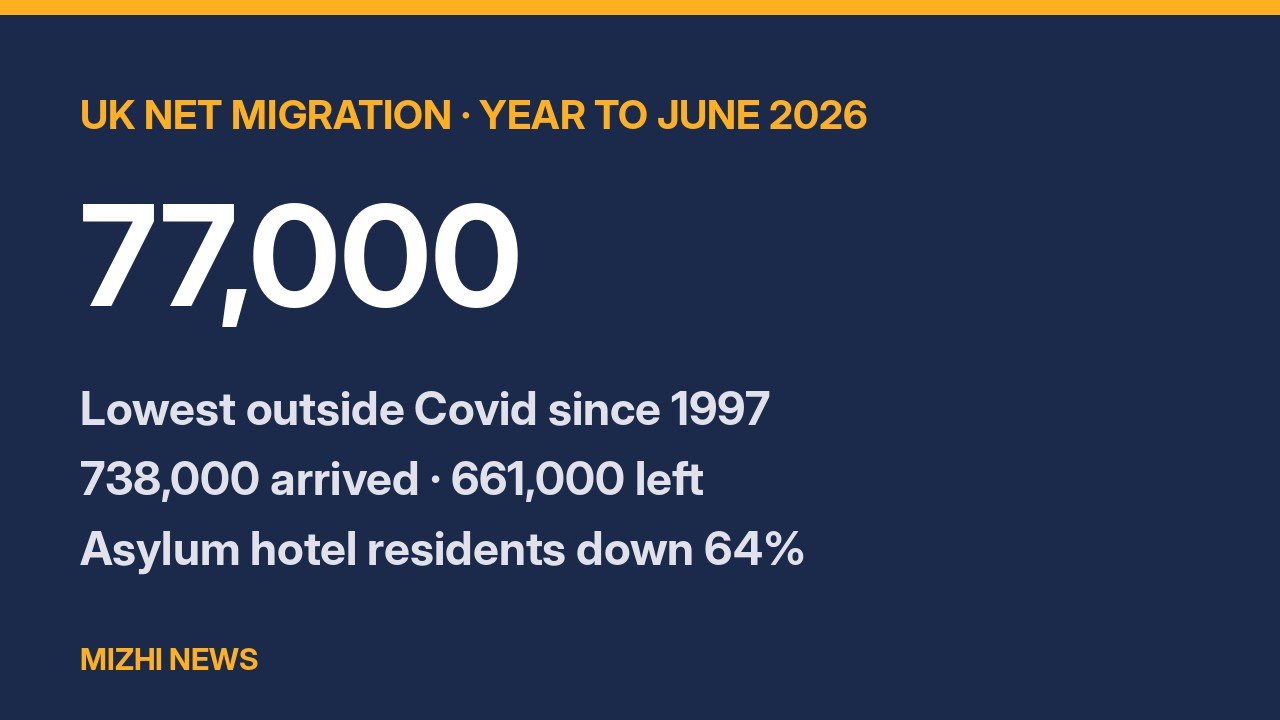 UK NET MIGRATION · YEAR TO JUNE 2026
77,000
Lowest outside Covid since 1997
738,000 arrived · 661,000 left
Asylum hotel residents down 64%
MIZHI NEWS